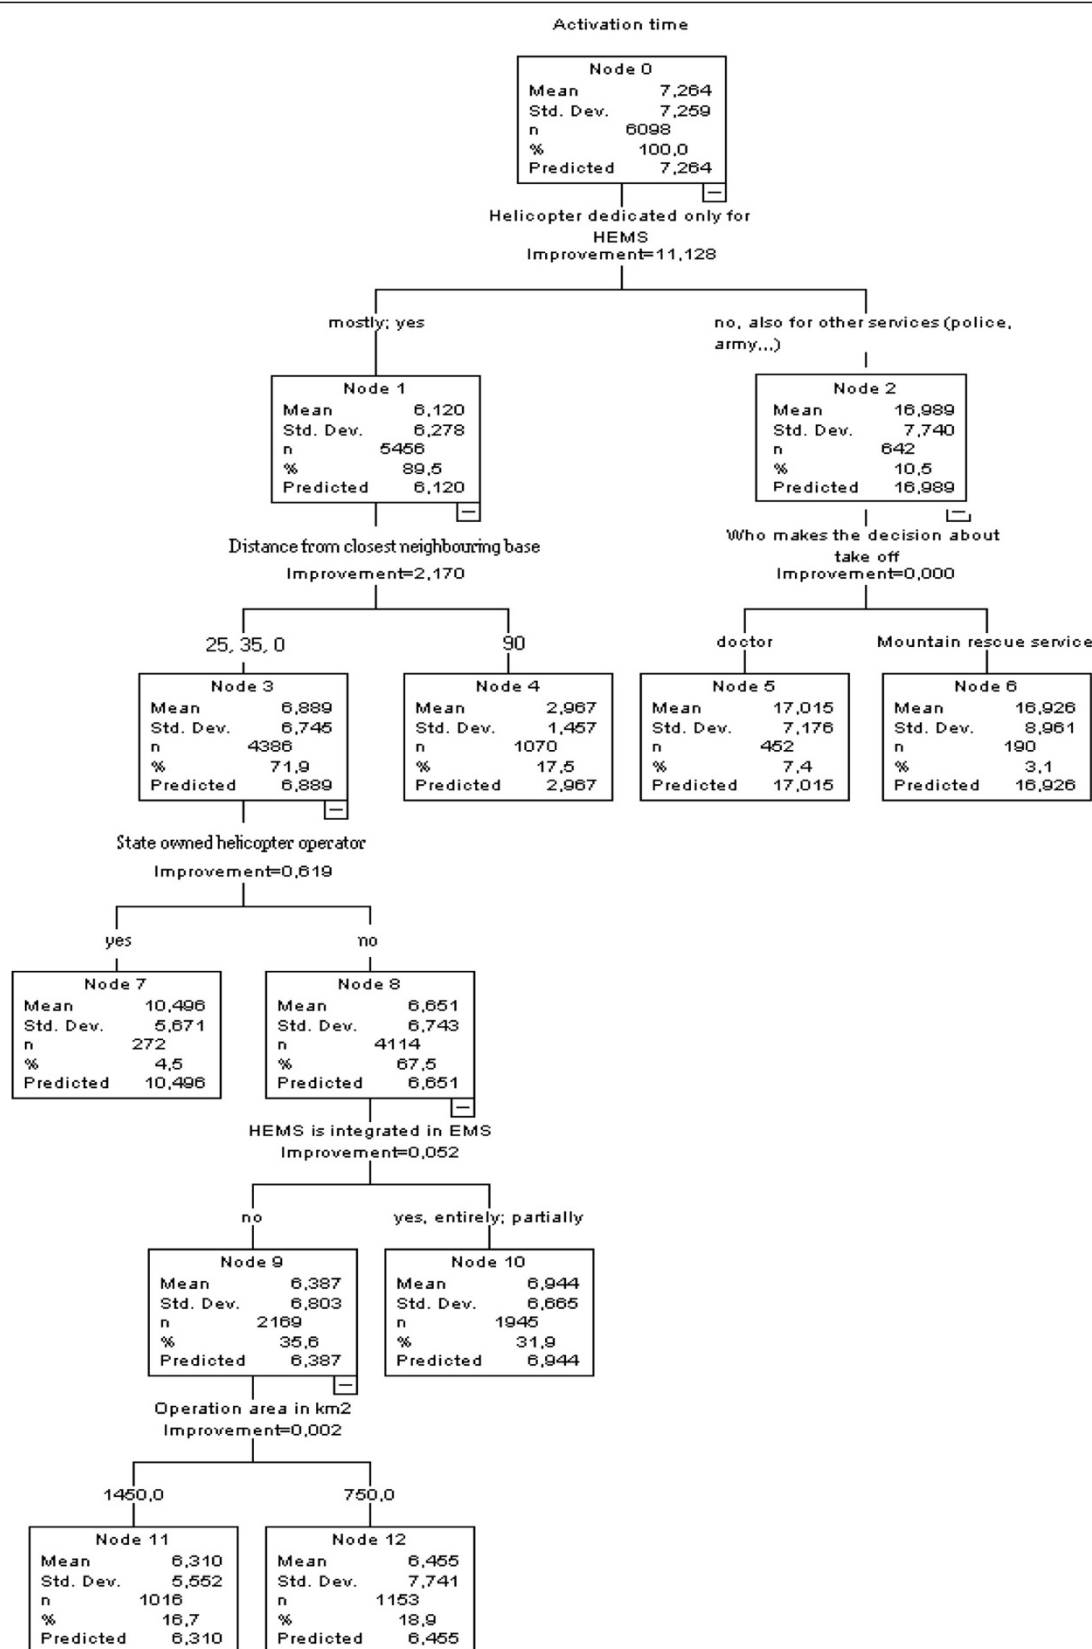 Activation time
Node 0
Mean 7,264
Std. Dev. 7,259
n 6098
% 100,0
Predicted 7,264
Helicopter dedicated only for
HEMS
Improvement=11,128
mostly; yes
no, also for other services (police,
army...)
Node 1
Mean 6,120
Std. Dev. 6,278
n 5456
% 89,5
Predicted 6,120
Node 2
Mean 16,989
Std. Dev. 7,740
n 642
% 10,5
Predicted 16,989
Distance from closest neighbouring base
Improvement=2,170
Who makes the decision about
take off
Improvement=0,000
25, 35, 0
90
doctor
Mountain rescue service
Node 3
Mean 6,889
Std. Dev. 6,745
n 4386
% 71,9
Predicted 6,889
Node 4
Mean 2,967
Std. Dev. 1,457
n 1070
% 17,5
Predicted 2,967
Node 5
Mean 17,015
Std. Dev. 7,176
n 452
% 7,4
Predicted 17,015
Node 6
Mean 16,926
Std. Dev. 8,961
n 190
% 3,1
Predicted 16,926
State owned helicopter operator
Improvement=0,619
yes
no
Node 7
Mean 10,496
Std. Dev. 5,671
n 272
% 4,5
Predicted 10,496
Node 8
Mean 6,651
Std. Dev. 6,743
n 4114
% 67,5
Predicted 6,651
HEMS is integrated in EMS
Improvement=0,052
no
yes, entirely; partially
Node 9
Mean 6,387
Std. Dev. 6,803
n 2169
% 35,6
Predicted 6,387
Node 10
Mean 6,944
Std. Dev. 6,665
n 1945
% 31,9
Predicted 6,944
Operation area in km2
Improvement=0,002
1450,0
750,0
Node 11
Mean 6,310
Std. Dev. 5,552
n 1016
% 16,7
Predicted 6,310
Node 12
Mean 6,455
Std. Dev. 7,741
n 1153
% 18,9
Predicted 6,455